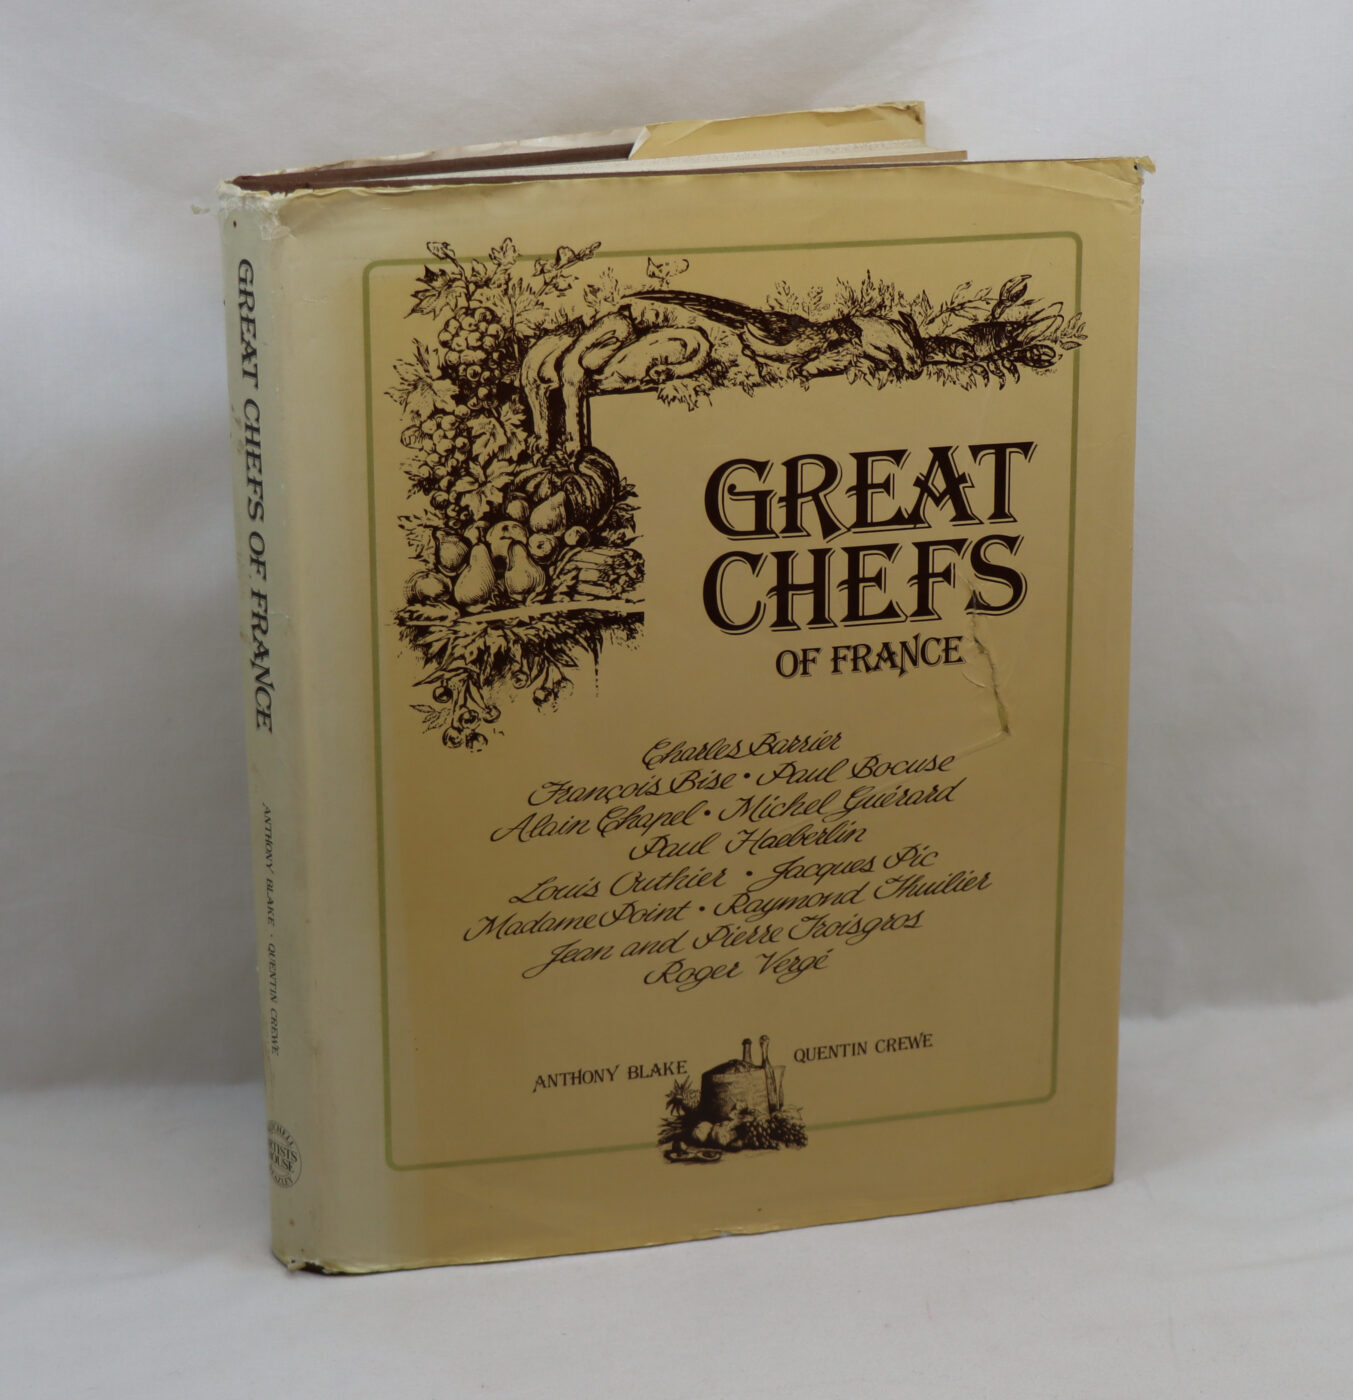 GREAT CHEFS OF FRANCE
ANTHONY BLAKE · QUENTIN CREWE
ARTISTS
HOUSE
GREAT
CHEFS
OF FRANCE
Charles Barrier
François Bise • Paul Bocuse
Alain Chapel • Michel Guérard
Paul Haeberlin
Louis Outhier • Jacques Pic
Madame Point • Raymond Thuilier
Jean and Pierre Troisgros
Roger Vergé
ANTHONY BLAKE QUENTIN CREWE